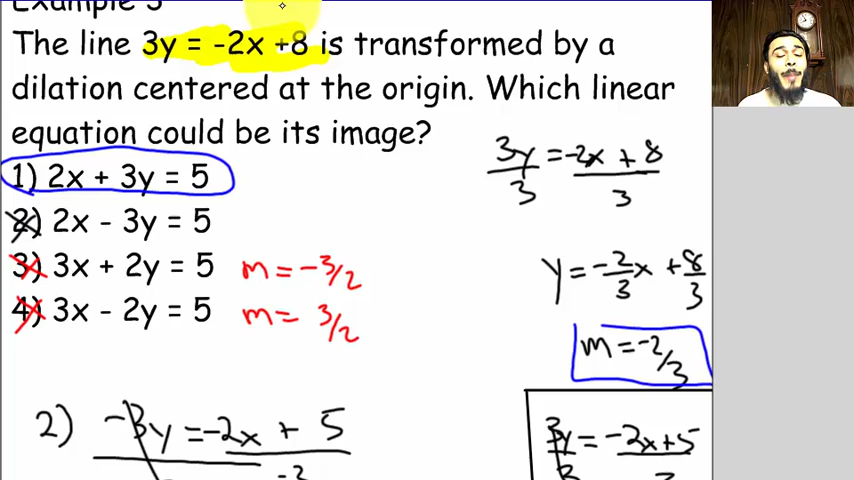 Example 3
The line 3y = -2x +8 is transformed by a
dilation centered at the origin. Which linear
equation could be its image?
1) 2x + 3y = 5
2) 2x - 3y = 5
3) 3x + 2y = 5 m = -3/2
4) 3x - 2y = 5 m = 3/2
3y = -2x + 8
3 3
y = -2/3 x + 8/3
m = -2/3
2) -3y = -2x + 5
-3
3y = -2x + 5
3